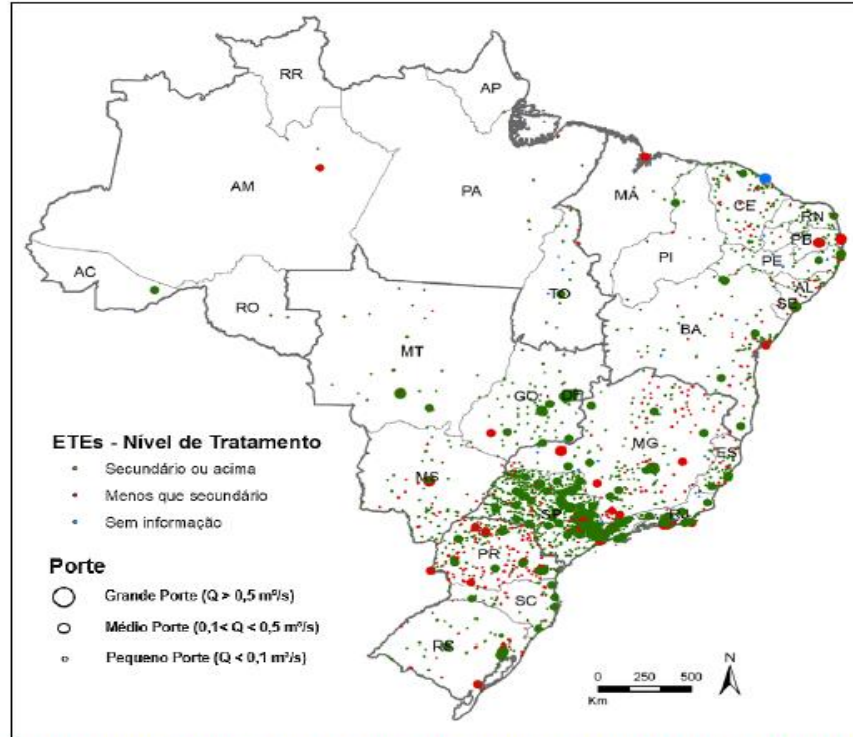 RR
AP
AM
PA
MÁ
CE
RN
PB
PE
PI
AL
SE
AC
RO
TO
BA
MT
GO
DF
MG
ES
MS
SP
RJ
PR
SC
RS
ETEs - Nível de Tratamento
Secundário ou acima
Menos que secundário
Sem informação
Porte
Grande Porte (Q > 0,5 m³/s)
Médio Porte (0,1< Q < 0,5 m³/s)
Pequeno Porte (Q < 0,1 m³/s)
N
0 250 500
Km